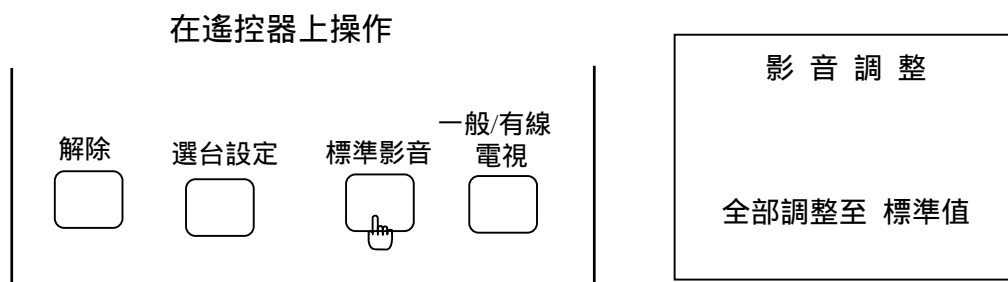 在遙控器上操作
解除
選台設定
標準影音
一般/有線
電視
影 音 調 整
全部調整至 標準值